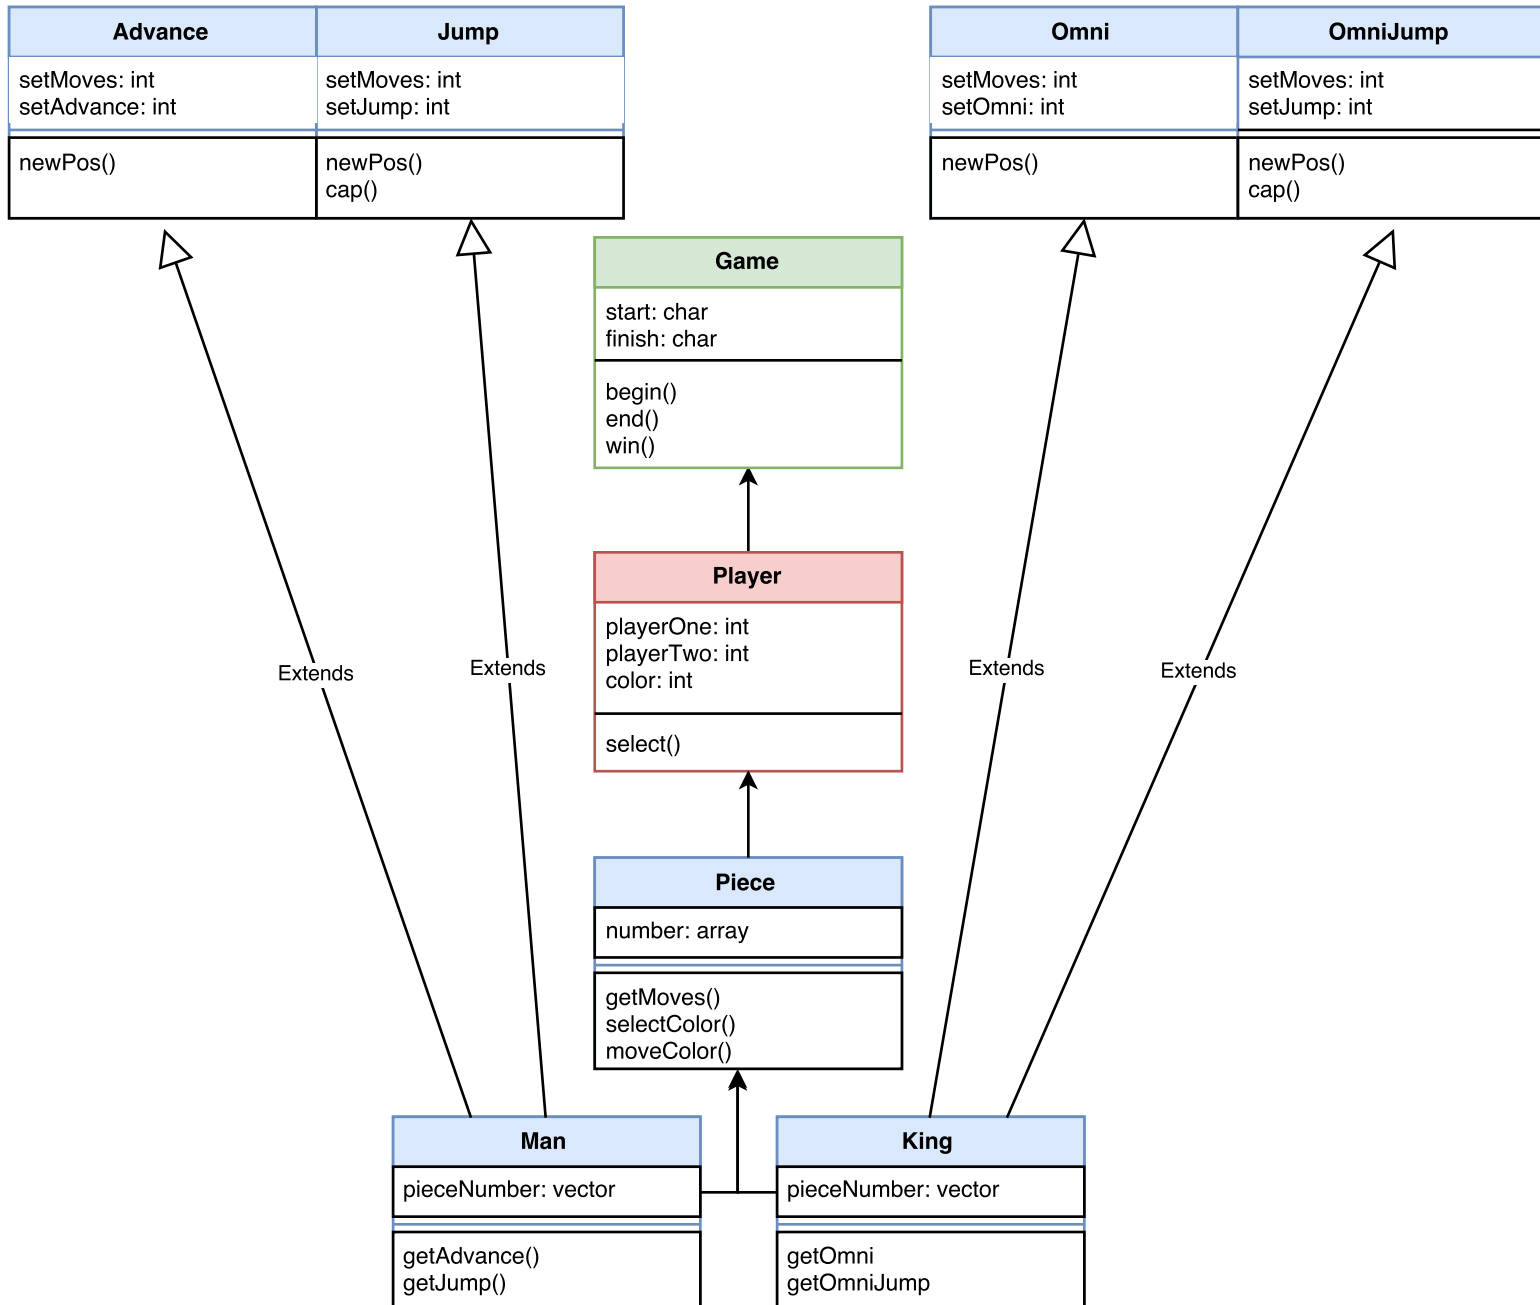 Advance
setMoves: int
setAdvance: int
newPos()
Jump
setMoves: int
setJump: int
newPos()
cap()
Omni
setMoves: int
setOmni: int
newPos()
OmniJump
setMoves: int
setJump: int
newPos()
cap()
Game
start: char
finish: char
begin()
end()
win()
Player
playerOne: int
playerTwo: int
color: int
select()
Extends
Extends
Extends
Extends
Piece
number: array
getMoves()
selectColor()
moveColor()
Man
pieceNumber: vector
getAdvance()
getJump()
King
pieceNumber: vector
getOmni
getOmniJump